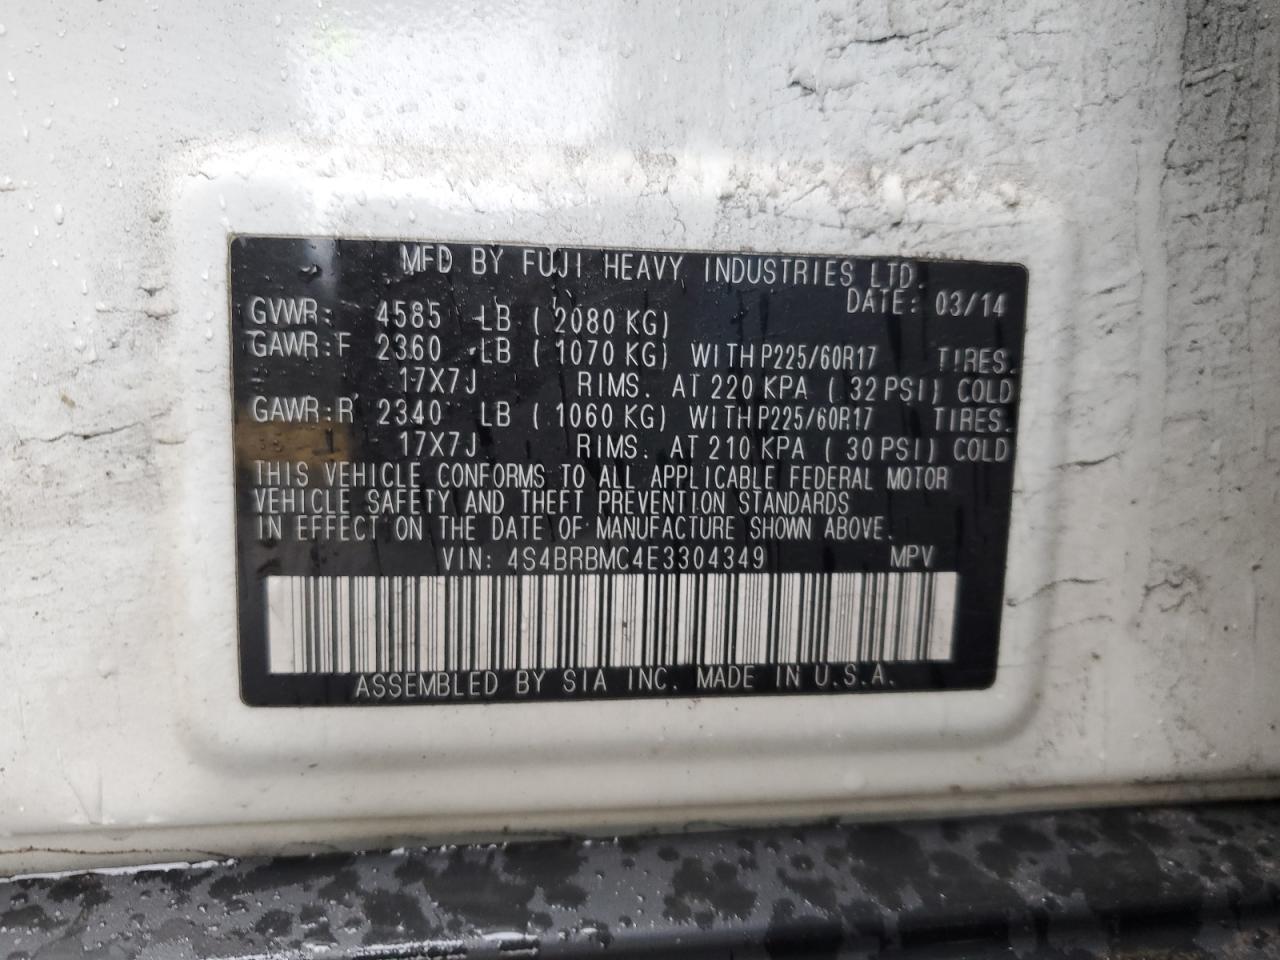 MFD BY FUJI HEAVY INDUSTRIES LTD.
DATE: 03/14
GVWR: 4585 LB ( 2080 KG)
GAWR:F 2360 LB ( 1070 KG) WITH P225/60R17 TIRES.
17X7J RIMS. AT 220 KPA ( 32 PSI) COLD
GAWR:R 2340 LB ( 1060 KG) WITH P225/60R17 TIRES.
17X7J RIMS. AT 210 KPA ( 30 PSI) COLD
THIS VEHICLE CONFORMS TO ALL APPLICABLE FEDERAL MOTOR
VEHICLE SAFETY AND THEFT PREVENTION STANDARDS
IN EFFECT ON THE DATE OF MANUFACTURE SHOWN ABOVE.
VIN: 4S4BRBMC4E3304349 MPV
ASSEMBLED BY SIA INC. MADE IN U.S.A.